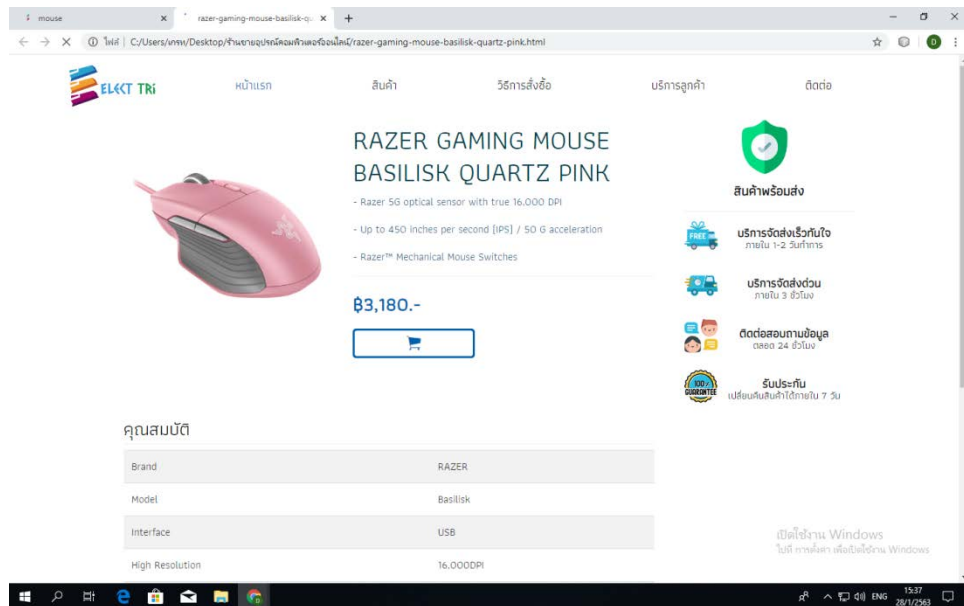 mouse
razer-gaming-mouse-basilisk-qu
ไฟล์ | C:/Users/เกรน/Desktop/ร้านขายอุปรณ์คอมพิวเตอร์ออนไลน์/razer-gaming-mouse-basilisk-quartz-pink.html
ELECT TRi
หน้าแรก
สินค้า
วิธีการสั่งซื้อ
บริการลูกค้า
ติดต่อ
RAZER GAMING MOUSE
BASILISK QUARTZ PINK
- Razer 5G optical sensor with true 16.000 DPI
- Up to 450 inches per second [IPS] / 50 G acceleration
- Razer™ Mechanical Mouse Switches
฿3,180.-
สินค้าพร้อมส่ง
FREE
บริการจัดส่งเร็วทันใจ
ภายใน 1-2 วันทำการ
บริการจัดส่งด่วน
ภายใน 3 ชั่วโมง
ติดต่อสอบถามข้อมูล
ตลอด 24 ชั่วโมง
100%
GUARANTEE
รับประกัน
เปลี่ยนคืนสินค้าได้ภายใน 7 วัน
คุณสมบัติ
Brand RAZER
Model Basilisk
Interface USB
High Resolution 16.000DPI
เปิดใช้งาน Windows
ไปที่ การตั้งค่า เพื่อเปิดใช้งาน Windows
ENG
15:37
28/1/2563